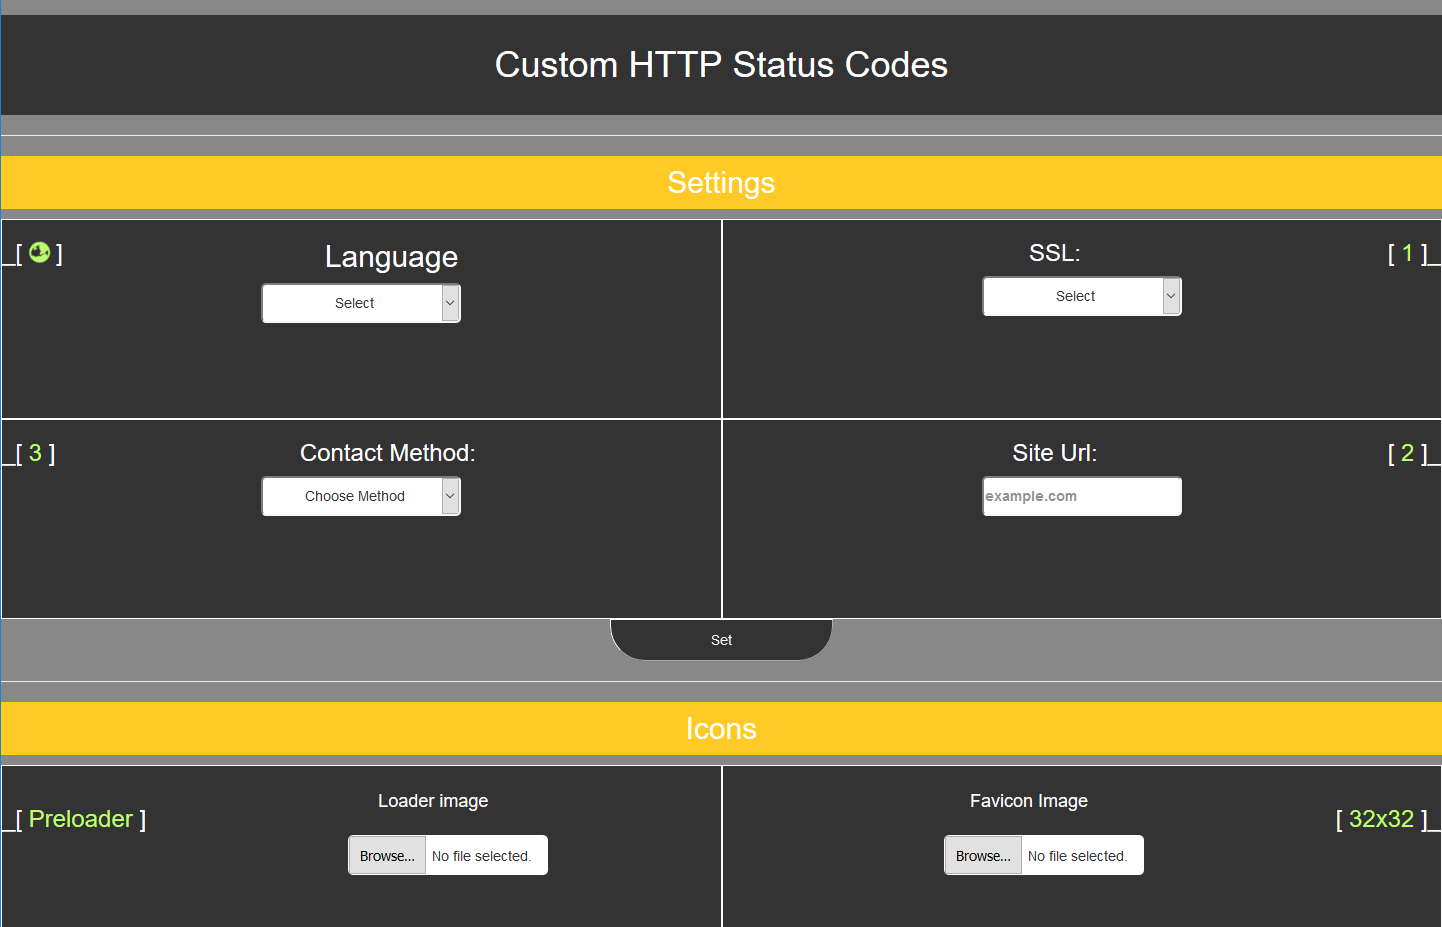 Custom HTTP Status Codes
Settings
_[ ]
Language
Select
SSL:
[ 1 ]_
Select
_[ 3 ]
Contact Method:
Choose Method
Site Url:
[ 2 ]_
example.com
Set
Icons
Loader image
_[ Preloader ]
Browse... No file selected.
Favicon Image
[ 32x32 ]_
Browse... No file selected.